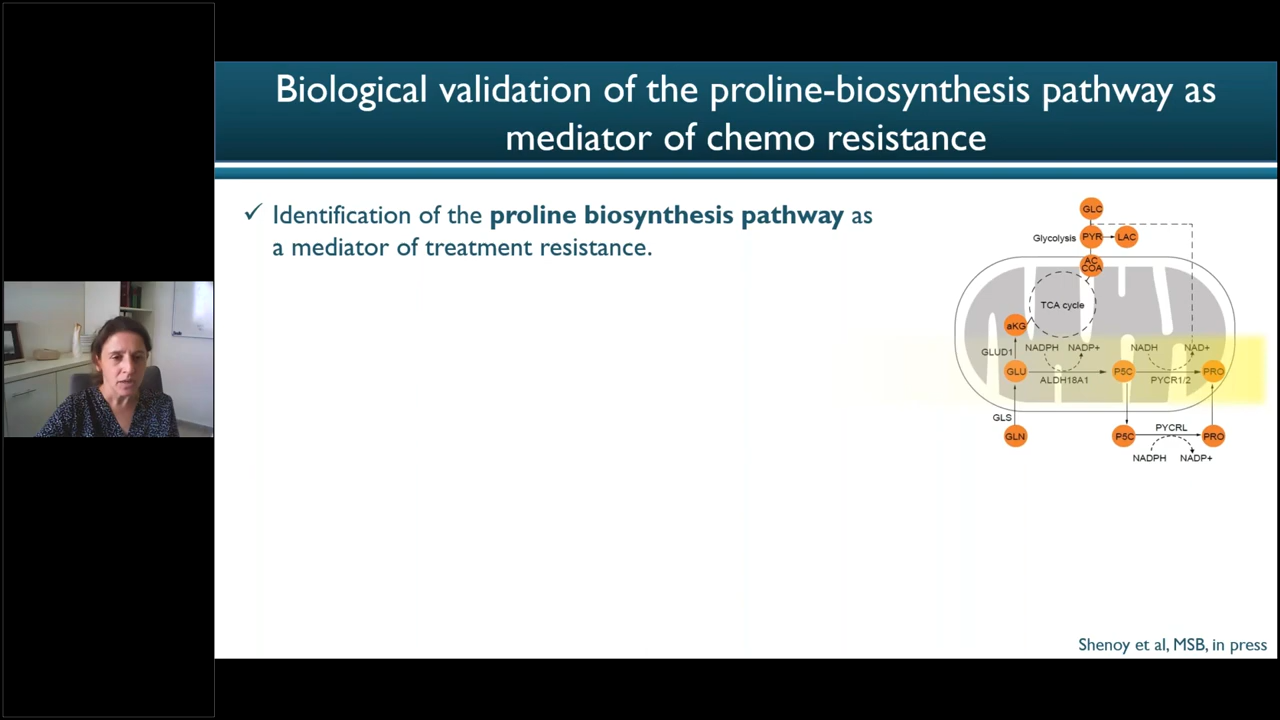 Biological validation of the proline-biosynthesis pathway as
mediator of chemo resistance
✓ Identification of the proline biosynthesis pathway as
a mediator of treatment resistance.
GLC
Glycolysis PYR LAC
AC
COA
TCA cycle
aKG
GLUD1 NADPH NADP+ NADH NAD+
GLU P5C PRO
ALDH18A1 PYCR1/2
GLS
PYCRL
GLN P5C PRO
NADPH NADP+
Shenoy et al, MSB, in press